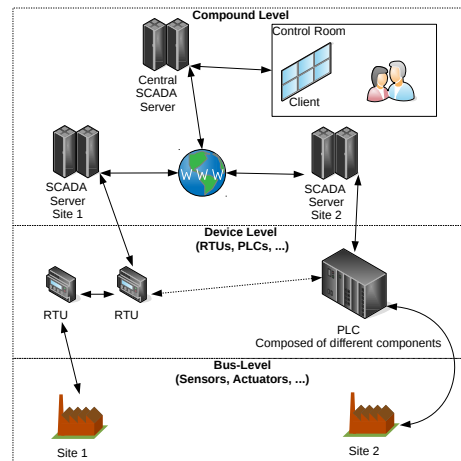 Compound Level
Control Room
Client
Central
SCADA
Server
WWW
SCADA
Server
Site 1
SCADA
Server
Site 2
Device Level
(RTUs, PLCs, ...)
RTU
RTU
PLC
Composed of different components
Bus-Level
(Sensors, Actuators, ...)
Site 1
Site 2